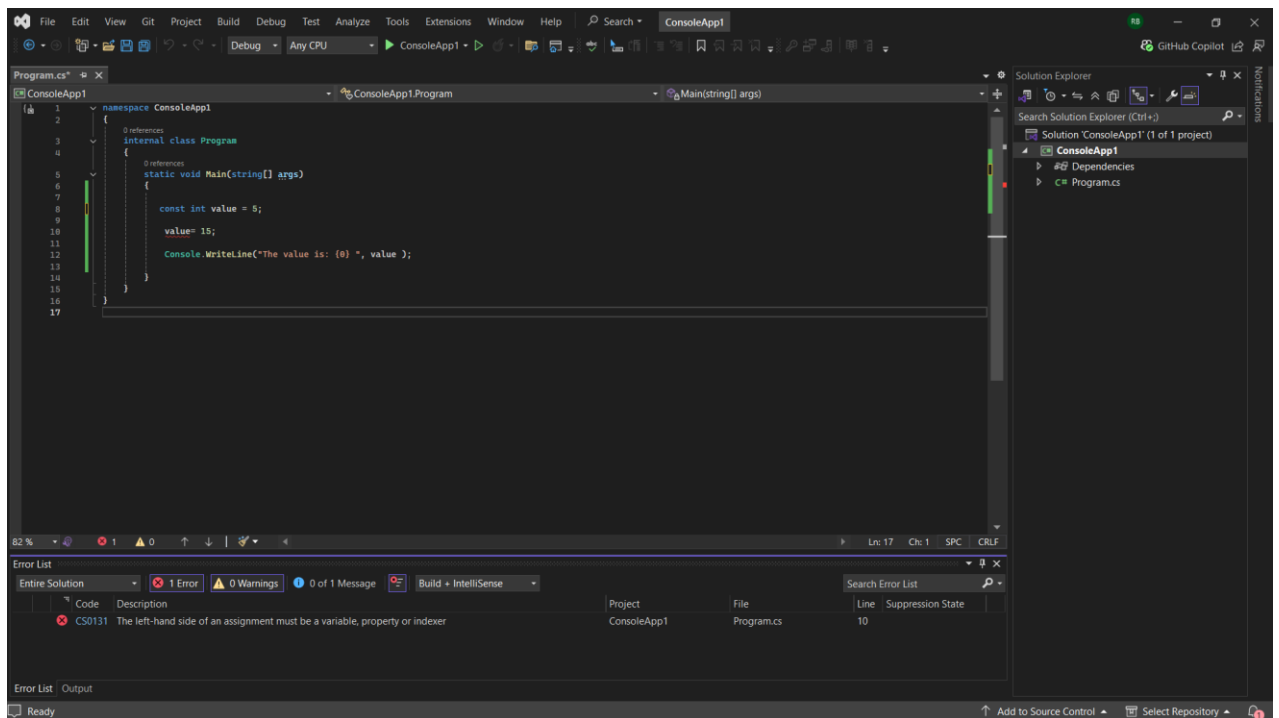 File Edit View Git Project Build Debug Test Analyze Tools Extensions Window Help Search ConsoleApp1 RB
Debug Any CPU ConsoleApp1 GitHub Copilot
Program.cs*
ConsoleApp1 ConsoleApp1.Program Main(string[] args)
1 namespace ConsoleApp1
2 {
0 references
3 internal class Program
4 {
0 references
5 static void Main(string[] args)
6 {
7
8 const int value = 5;
9
10 value= 15;
11
12 Console.WriteLine("The value is: {0} ", value );
13
14 }
15 }
16 }
17
82 % 1 0 Ln: 17 Ch: 1 SPC CRLF
Error List
Entire Solution 1 Error 0 Warnings 0 of 1 Message Build + IntelliSense Search Error List
Code Description Project File Line Suppression State
CS0131 The left-hand side of an assignment must be a variable, property or indexer ConsoleApp1 Program.cs 10
Error List Output
Solution Explorer
Search Solution Explorer (Ctrl+;)
Solution 'ConsoleApp1' (1 of 1 project)
ConsoleApp1
Dependencies
C# Program.cs
Notifications
Ready Add to Source Control Select Repository 1